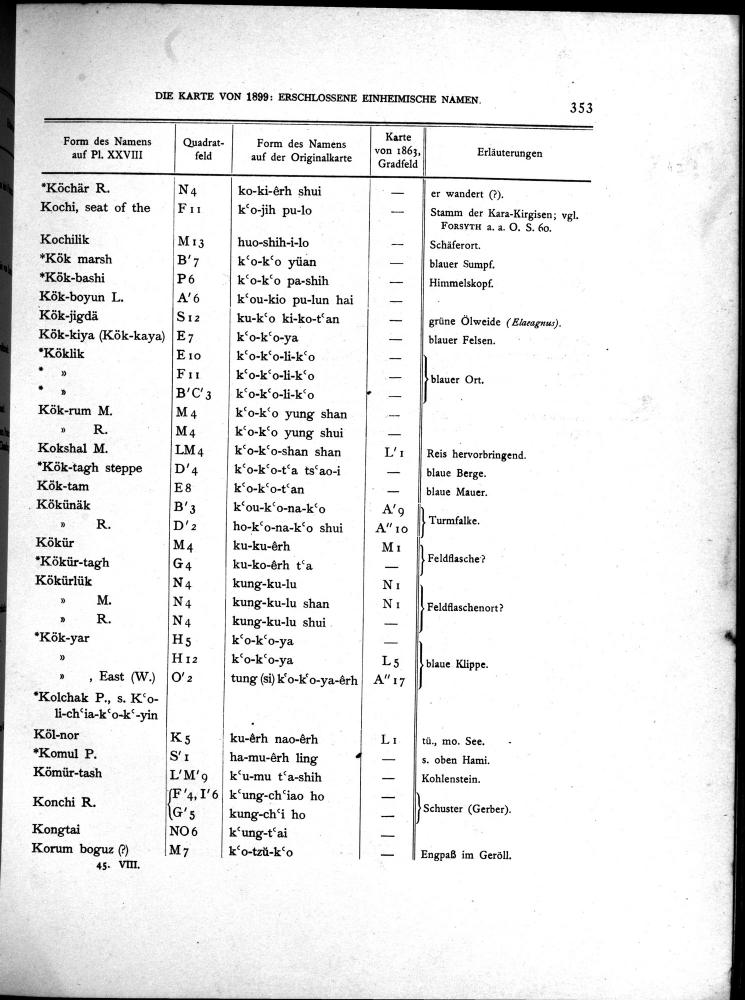 DIE KARTE VON 1899: ERSCHLOSSENE EINHEIMISCHE NAMEN.
353
Form des Namens auf Pl. XXVIII | Quadrat-feld | Form des Namens auf der Originalkarte | Karte von 1863, Gradfeld | Erläuterungen
*Köchär R. N 4 ko-ki-êrh shui — er wandert (?).
Kochi, seat of the F 11 kʿo-jih pu-lo — Stamm der Kara-Kirgisen; vgl.
FORSYTH a. a. O. S. 60.
Kochilik M 13 huo-shih-i-lo — Schäferort.
*Kök marsh B′ 7 kʿo-kʿo yüan — blauer Sumpf.
*Kök-bashi P 6 kʿo-kʿo pa-shih — Himmelskopf.
Kök-boyun L. A′ 6 kʿou-kio pu-lun hai —
Kök-jigdä S 12 ku-kʿo ki-ko-tʿan — grüne Ölweide (Elaeagnus).
Kök-kiya (Kök-kaya) E 7 kʿo-kʿo-ya — blauer Felsen.
*Köklik E 10 kʿo-kʿo-li-kʿo —
* » F 11 kʿo-kʿo-li-kʿo — blauer Ort.
* » B′C′ 3 kʿo-kʿo-li-kʿo —
Kök-rum M. M 4 kʿo-kʿo yung shan —
» R. M 4 kʿo-kʿo yung shui —
Kokshal M. LM 4 kʿo-kʿo-shan shan L′ 1 Reis hervorbringend.
*Kök-tagh steppe D′ 4 kʿo-kʿo-tʿa tsʿao-i — blaue Berge.
Kök-tam E 8 kʿo-kʿo-tʿan — blaue Mauer.
Kökünäk B′ 3 kʿou-kʿo-na-kʿo A′ 9
» R. D′ 2 ho-kʿo-na-kʿo shui A″ 10 Turmfalke.
Kökür M 4 ku-ku-êrh M 1
*Kökür-tagh G 4 ku-ko-êrh tʿa — Feldflasche?
Kökürlük N 4 kung-ku-lu N 1
» M. N 4 kung-ku-lu shan N 1 Feldflaschenort?
» R. N 4 kung-ku-lu shui —
*Kök-yar H 5 kʿo-kʿo-ya —
» H 12 kʿo-kʿo-ya L 5 blaue Klippe.
» , East (W.) O′ 2 tung (si) kʿo-kʿo-ya-êrh A″ 17
*Kolchak P., s. Kʿo-
li-chʿia-kʿo-kʿ-yin
Köl-nor K 5 ku-êrh nao-êrh L 1 tü., mo. See.
*Komul P. S′ 1 ha-mu-êrh ling — s. oben Hami.
Kömür-tash L′M′ 9 kʿu-mu tʿa-shih — Kohlenstein.
Konchi R. F′ 4, I′ 6 kʿung-chʿiao ho —
G′ 5 kung-chʿi ho — Schuster (Gerber).
Kongtai NO 6 kʿung-tʿai —
Korum boguz (?) M 7 kʿo-tzŭ-kʿo — Engpaß im Geröll.
45. VIII.